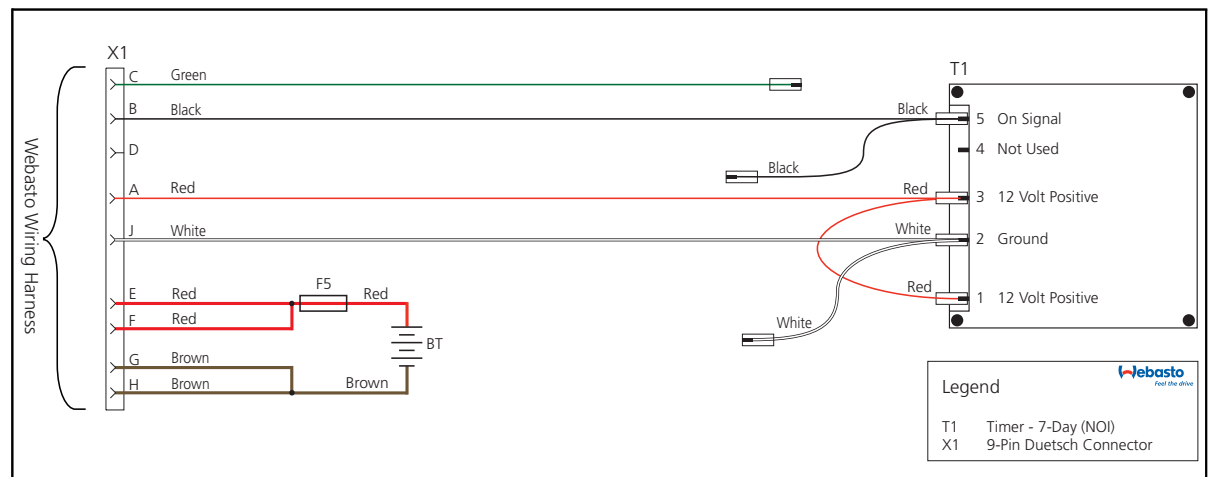 X1
T1
Webasto Wiring Harness
C Green
B Black
Black
5 On Signal
D
4 Not Used
Black
A Red
Red
3 12 Volt Positive
J White
White
2 Ground
E Red
F5
Red
Red
1 12 Volt Positive
F Red
White
BT
G Brown
H Brown
Brown
Legend
Webasto
Feel the drive
T1 Timer - 7-Day (NOI)
X1 9-Pin Duetsch Connector